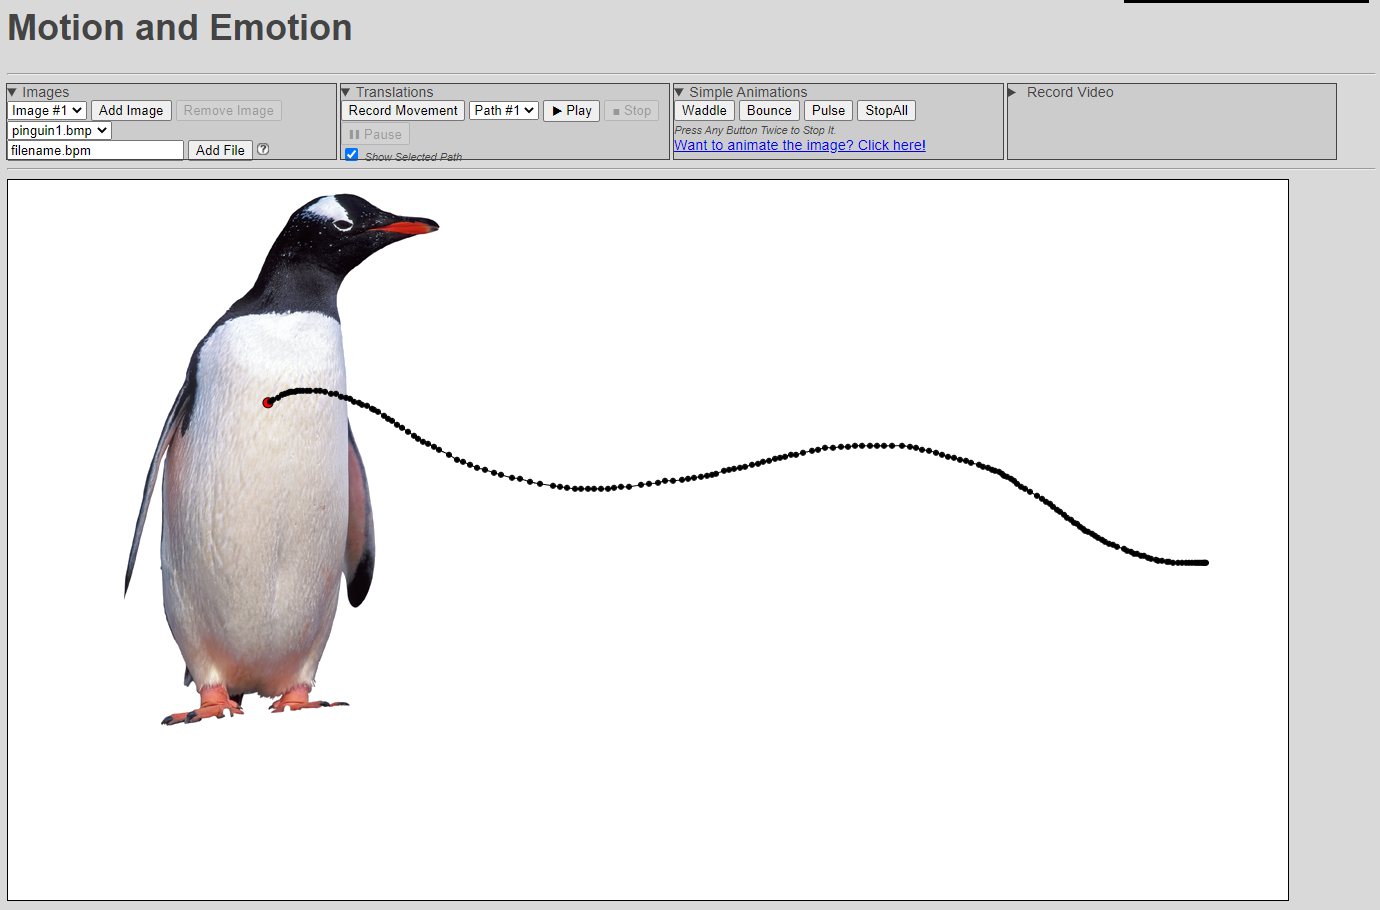 Motion and Emotion
Images
Image #1 Add Image Remove Image
pinguin1.bmp
filename.bpm Add File ?
Translations
Record Movement Path #1 Play Stop
Pause
Show Selected Path
Simple Animations
Waddle Bounce Pulse StopAll
Press Any Button Twice to Stop It.
Want to animate the image? Click here!
Record Video